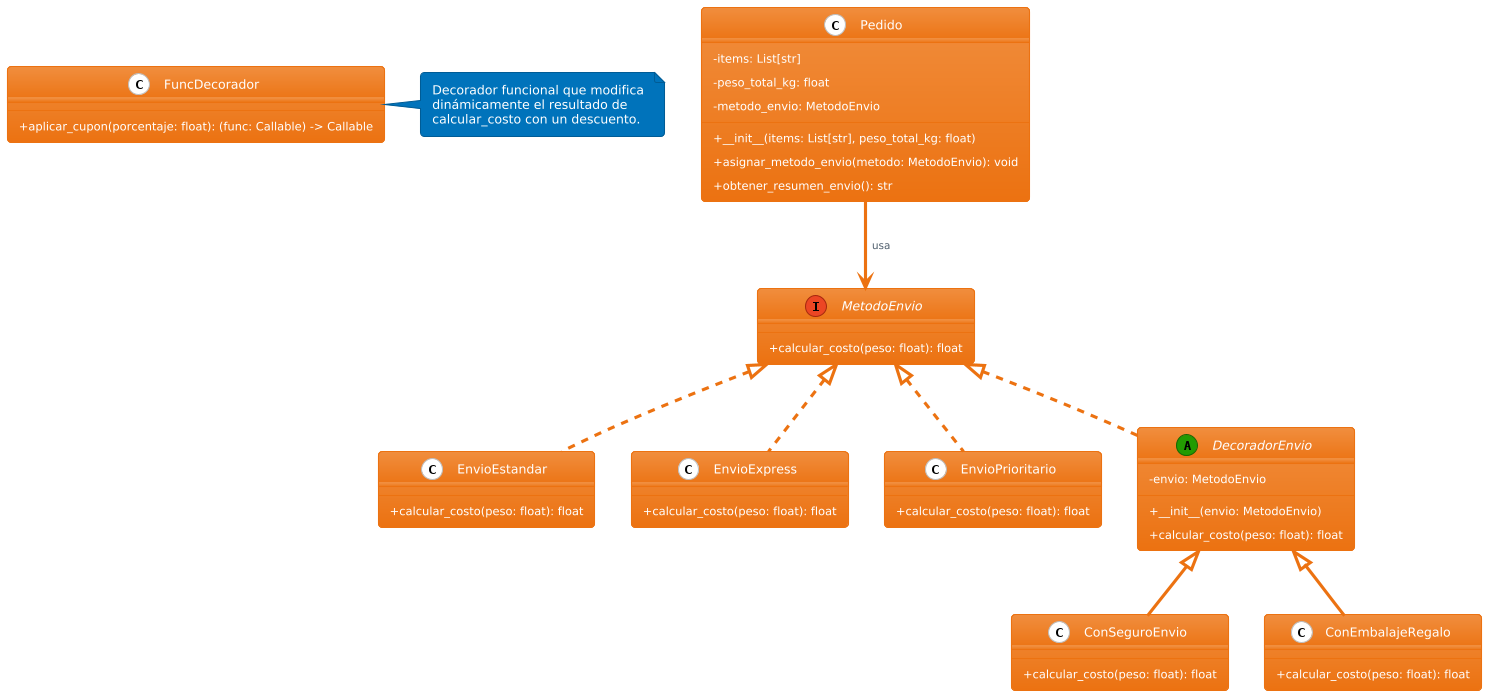 C FuncDecorador
+aplicar_cupon(porcentaje: float): (func: Callable) -> Callable
Decorador funcional que modifica
dinámicamente el resultado de
calcular_costo con un descuento.
C Pedido
-items: List[str]
-peso_total_kg: float
-metodo_envio: MetodoEnvio
+__init__(items: List[str], peso_total_kg: float)
+asignar_metodo_envio(metodo: MetodoEnvio): void
+obtener_resumen_envio(): str
usa
I MetodoEnvio
+calcular_costo(peso: float): float
C EnvioEstandar
+calcular_costo(peso: float): float
C EnvioExpress
+calcular_costo(peso: float): float
C EnvioPrioritario
+calcular_costo(peso: float): float
A DecoradorEnvio
-envio: MetodoEnvio
+__init__(envio: MetodoEnvio)
+calcular_costo(peso: float): float
C ConSeguroEnvio
+calcular_costo(peso: float): float
C ConEmbalajeRegalo
+calcular_costo(peso: float): float